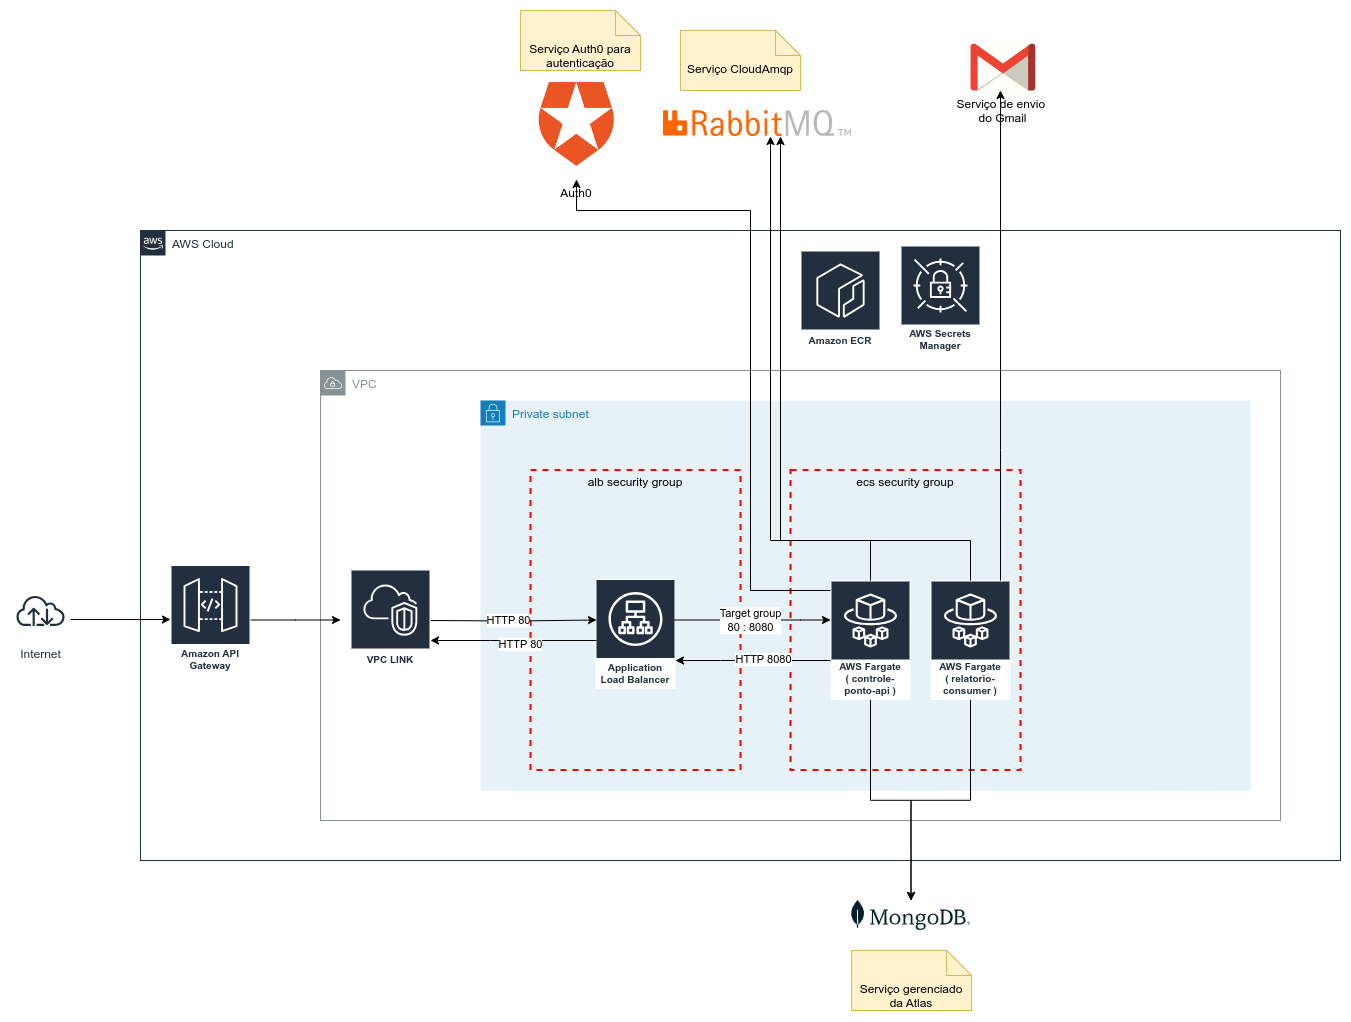 Serviço Auth0 para
autenticação
Serviço CloudAmqp
RabbitMQ TM
Serviço de envio
do Gmail
Auth0
aws
AWS Cloud
Amazon ECR
AWS Secrets
Manager
VPC
Private subnet
alb security group
ecs security group
Internet
Amazon API
Gateway
VPC LINK
HTTP 80
HTTP 80
Application
Load Balancer
Target group
80 : 8080
HTTP 8080
AWS Fargate
( controle-
ponto-api )
AWS Fargate
( relatorio-
consumer )
MongoDB.
Serviço gerenciado
da Atlas